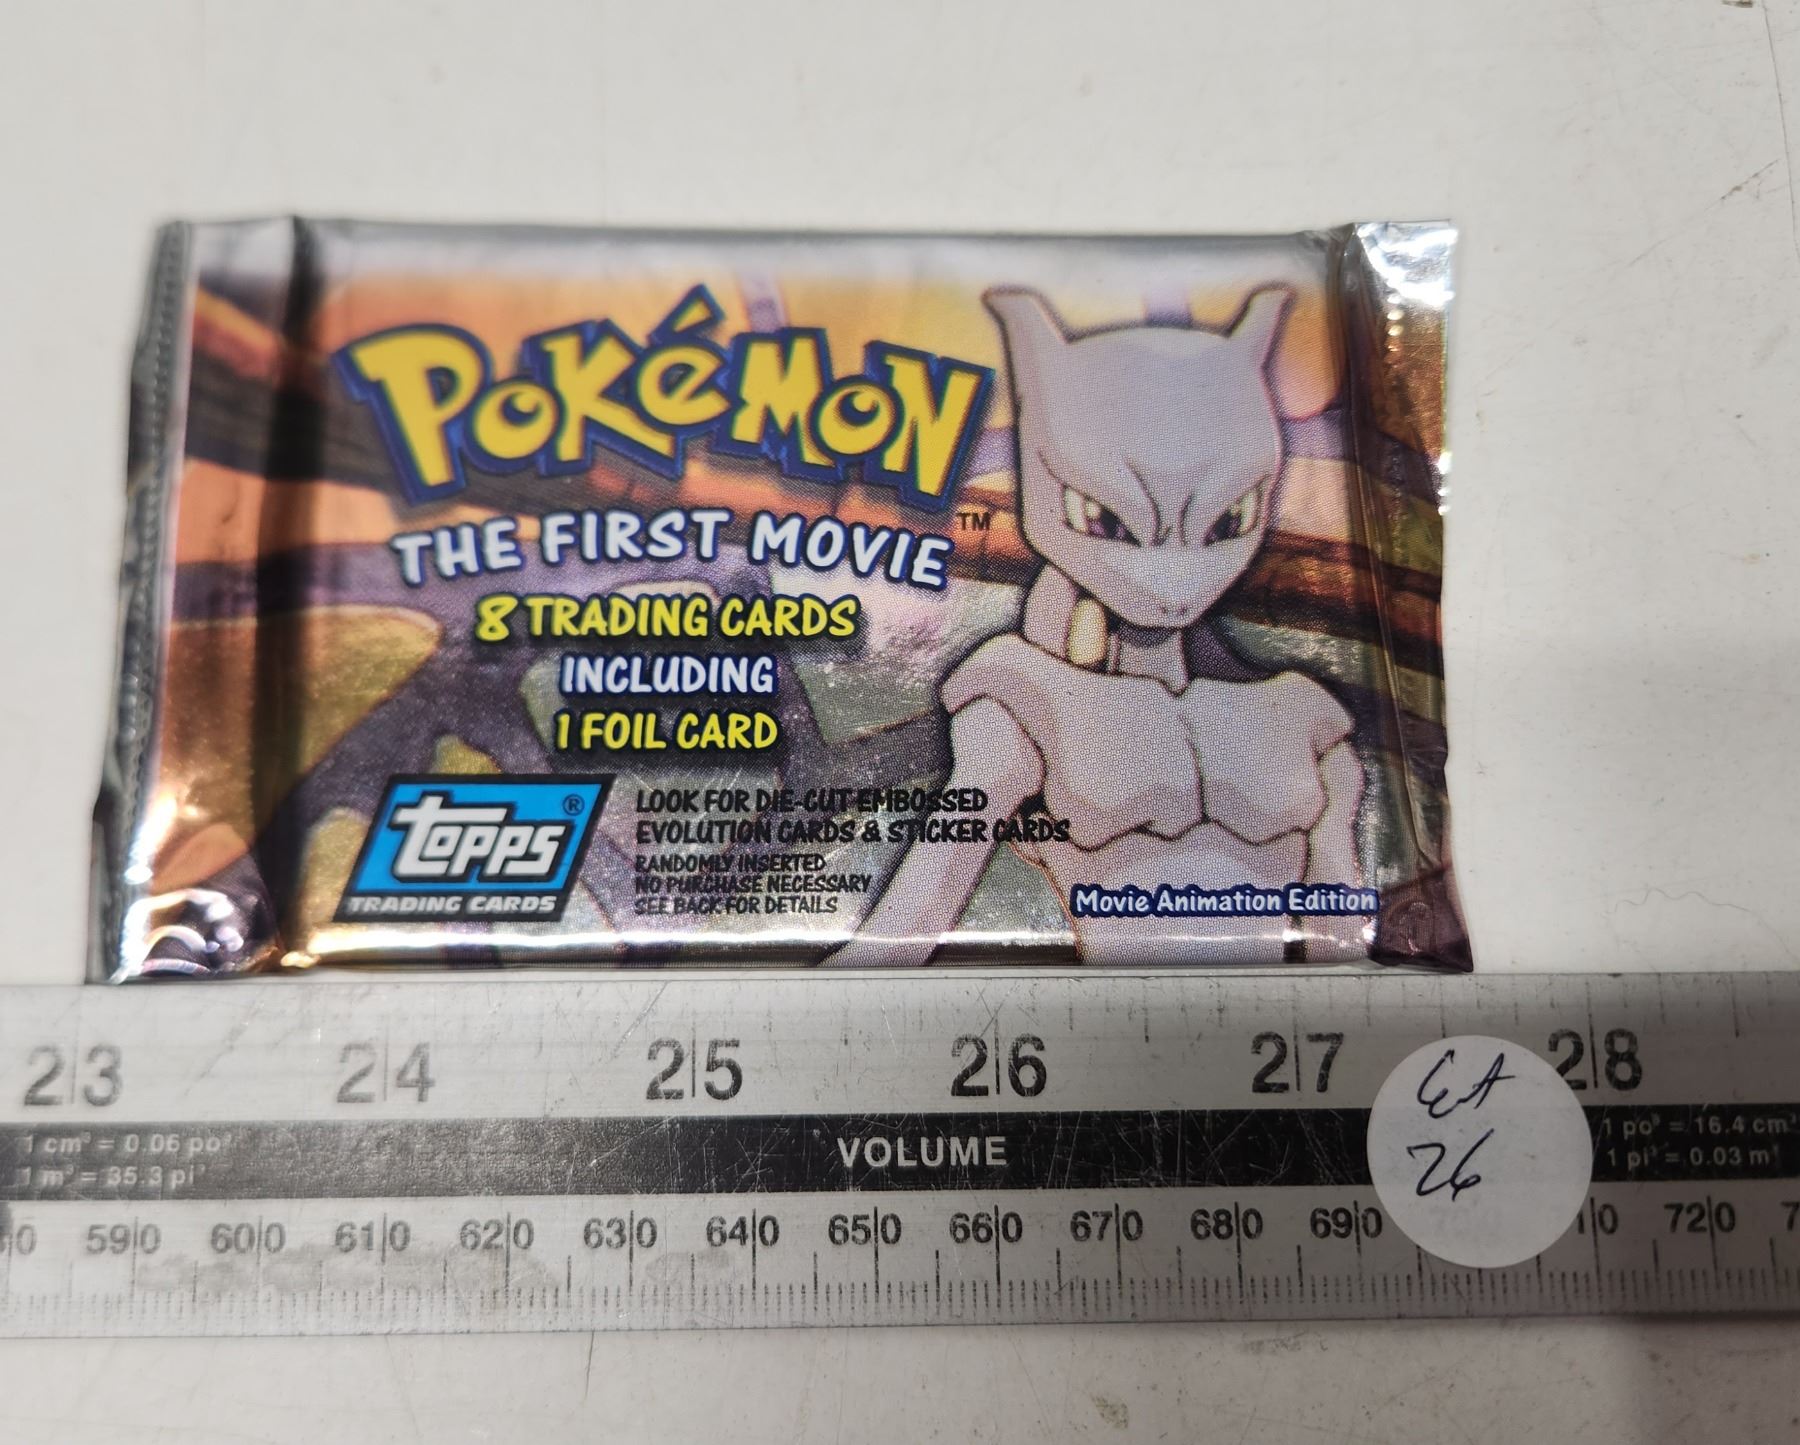 POKéMON
THE FIRST MOVIE™
8 TRADING CARDS
INCLUDING
1 FOIL CARD
topps®
TRADING CARDS
LOOK FOR DIE-CUT EMBOSSED
EVOLUTION CARDS & STICKER CARDS
RANDOMLY INSERTED
NO PURCHASE NECESSARY
SEE BACK FOR DETAILS
Movie Animation Edition
23 24 25 26 27 28
1 cm³ = 0.06 po³
1 m³ = 35.3 pi³
VOLUME
1 po³ = 16.4 cm³
1 pi³ = 0.03 m³
26
590 600 610 620 630 640 650 660 670 680 690 720